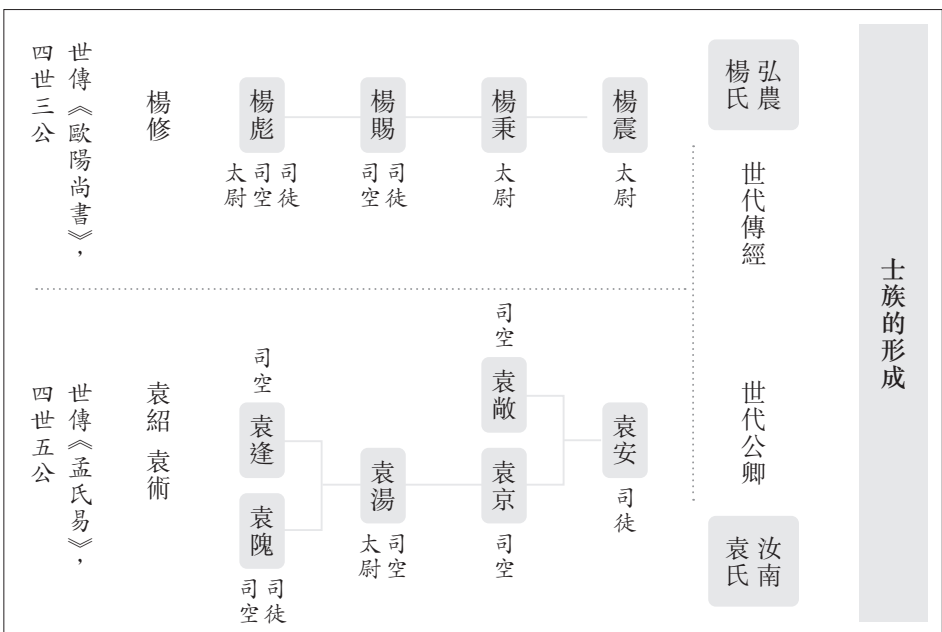 士族的形成
弘農
楊氏
世代傳經
世代公卿
汝南
袁氏
楊震
太尉
楊秉
太尉
楊賜
司徒
司空
楊彪
司徒
司空
太尉
楊修
世傳《歐陽尚書》，
四世三公
袁安
司徒
司空
袁敞
袁京
司空
袁湯
司空
太尉
司空
袁逢
袁隗
司徒
司空
袁紹 袁術
世傳《孟氏易》，
四世五公